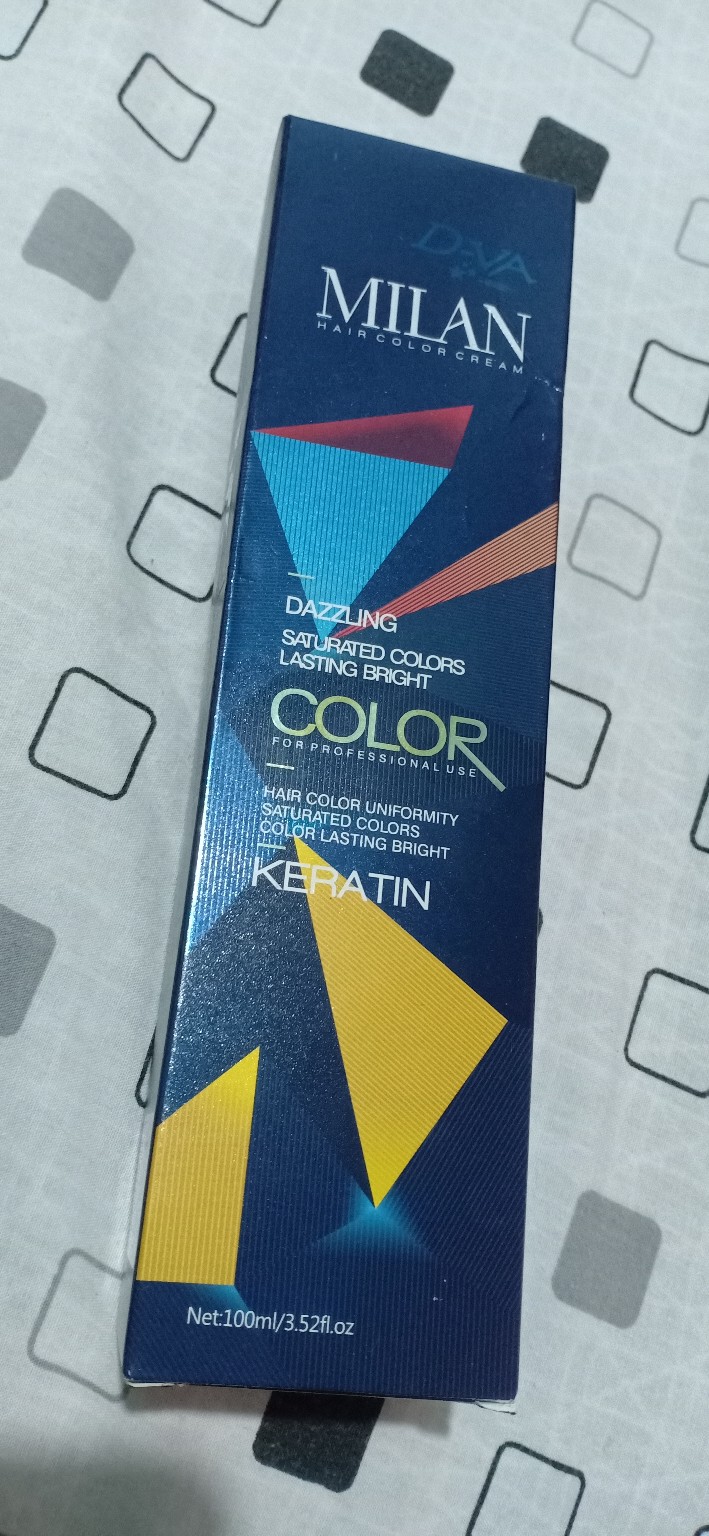 DəVA
MILAN
HAIR COLOR CREAM
DAZZLING
SATURATED COLORS
LASTING BRIGHT
COLOR
FOR PROFESSIONAL USE
HAIR COLOR UNIFORMITY
SATURATED COLORS
COLOR LASTING BRIGHT
KERATIN
Net:100ml/3.52fl.oz